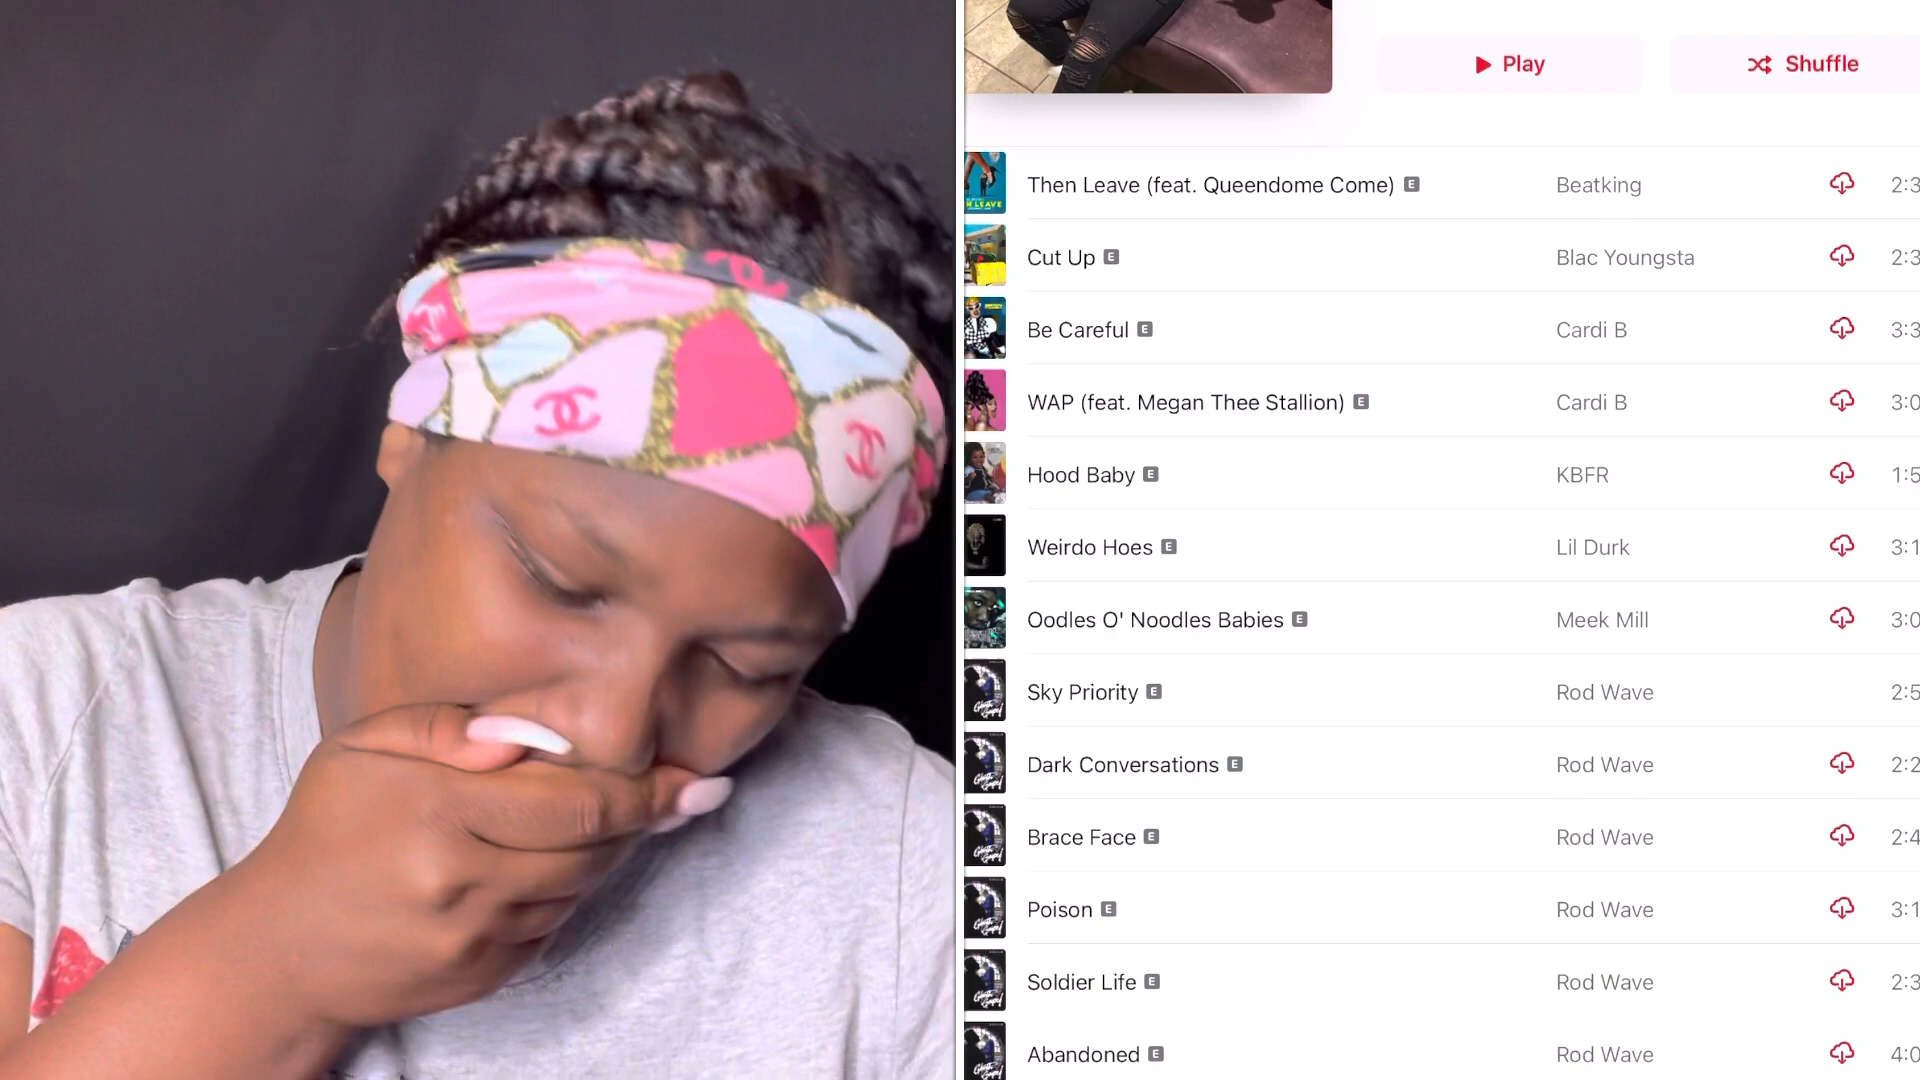 Play Shuffle
Then Leave (feat. Queendome Come) E Beatking 2:3
N LEAVE
Cut Up E Blac Youngsta 2:3
Be Careful E Cardi B 3:3
WAP (feat. Megan Thee Stallion) E Cardi B 3:0
Hood Baby E KBFR 1:5
Weirdo Hoes E Lil Durk 3:1
Oodles O' Noodles Babies E Meek Mill 3:0
Sky Priority E Rod Wave 2:5
Dark Conversations E Rod Wave 2:2
Brace Face E Rod Wave 2:4
Poison E Rod Wave 3:1
Soldier Life E Rod Wave 2:3
Abandoned E Rod Wave 4:0